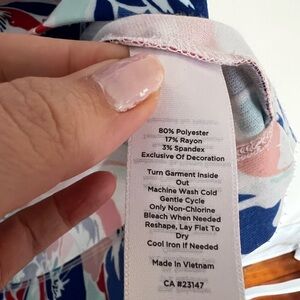 80% Polyester
17% Rayon
3% Spandex
Exclusive Of Decoration
Turn Garment Inside
Out
Machine Wash Cold
Gentle Cycle
Only Non-Chlorine
Bleach When Needed
Reshape, Lay Flat To
Dry
Cool Iron If Needed
Made in Vietnam
CA #23147